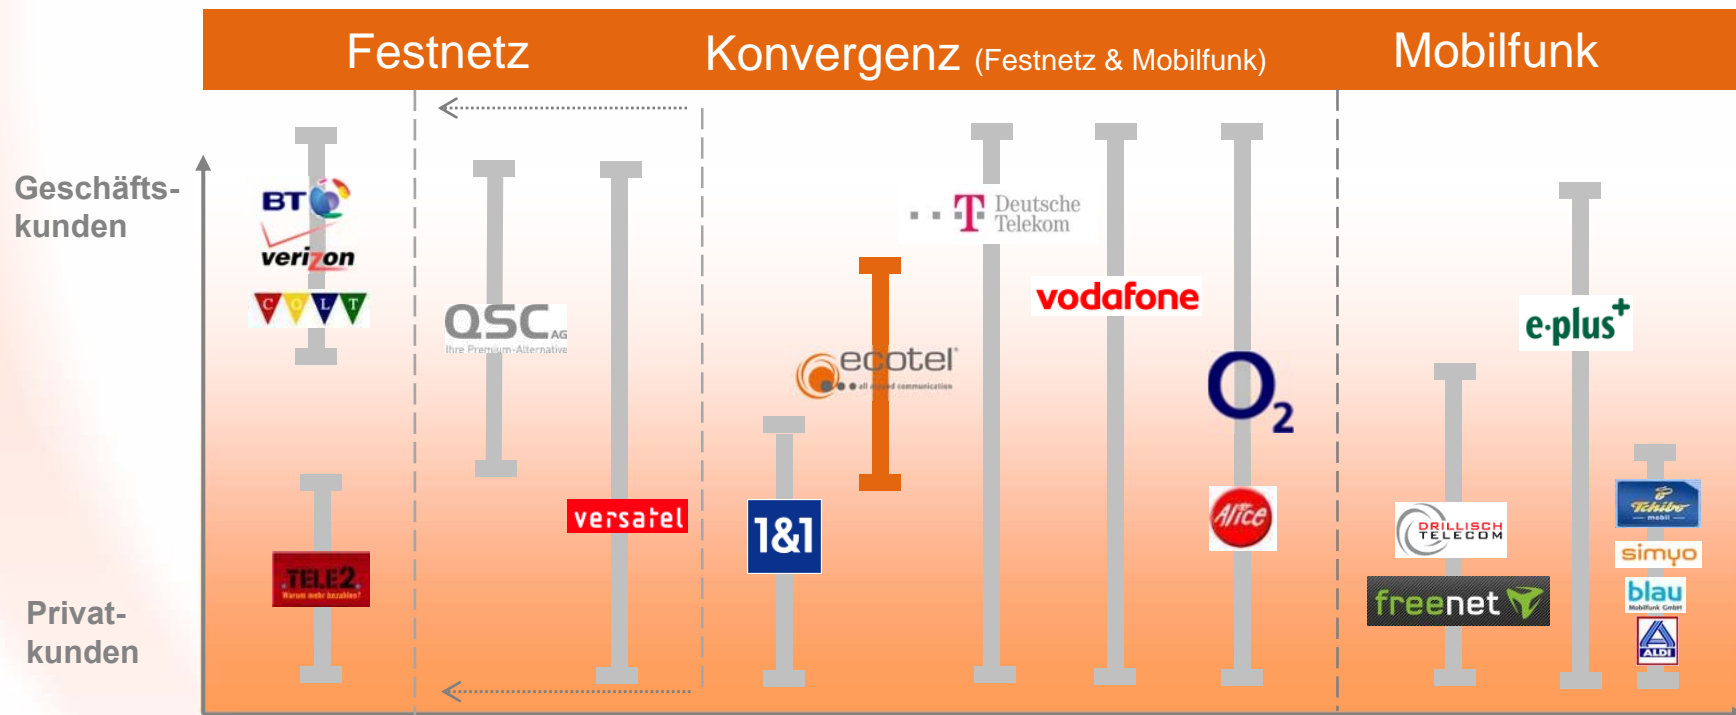 Festnetz
Konvergenz (Festnetz & Mobilfunk)
Mobilfunk
Geschäfts-
kunden
Privat-
kunden
BT
verizon
COLT
TELE2
Warum mehr bezahlen?
QSC AG
Ihre Premium-Alternative
versatel
1&1
ecotel
T Deutsche
Telekom
vodafone
O2
Alice
DRILLISCH
TELECOM
freenet
e·plus+
Tchibo
mobil
simyo
blau
Mobilfunk GmbH
ALDI